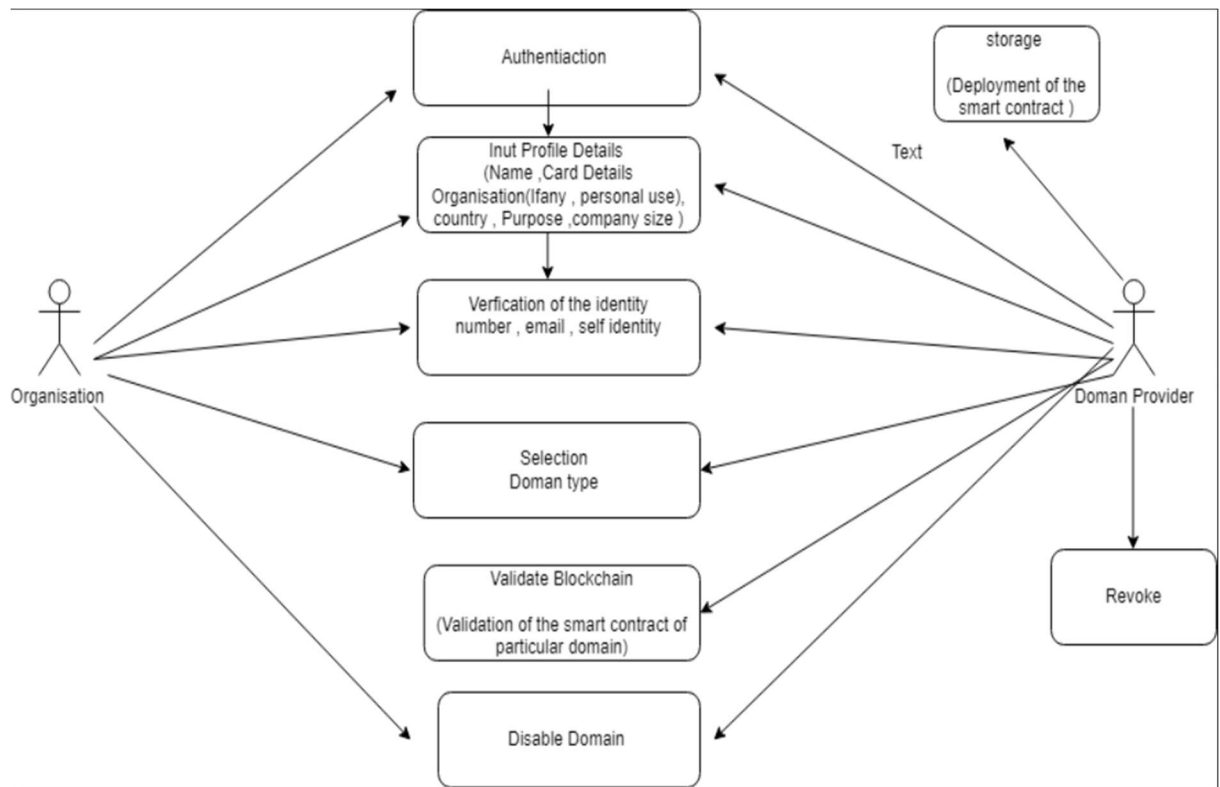 Authentiaction
storage
(Deployment of the
smart contract )
Text
Inut Profile Details
(Name ,Card Details
Organisation(Ifany , personal use),
country , Purpose ,company size )
Verfication of the identity
number , email , self identity
Organisation
Doman Provider
Selection
Doman type
Validate Blockchain
(Validation of the smart contract of
particular domain)
Revoke
Disable Domain